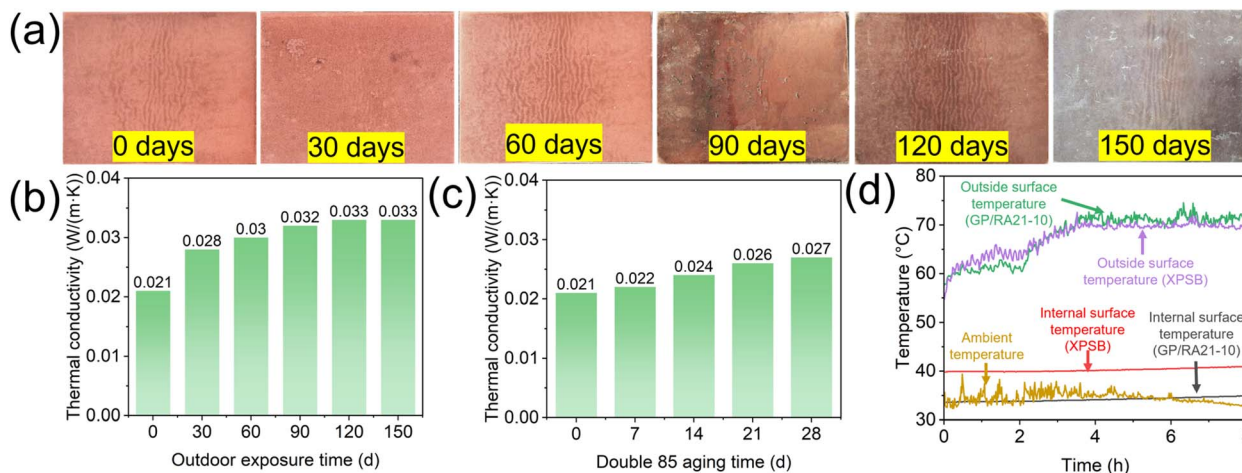 (a)
0 days
30 days
60 days
90 days
120 days
150 days
(b)
Thermal conductivity (W/(m·K))
0.04
0.03
0.02
0.01
0.00
0.021
0.028
0.03
0.032
0.033
0.033
0
30
60
90
120
150
Outdoor exposure time (d)
(c)
Thermal conductivity (W/(m·K))
0.04
0.03
0.02
0.01
0.00
0.021
0.022
0.024
0.026
0.027
0
7
14
21
28
Double 85 aging time (d)
(d)
Temperature (°C)
80
70
60
50
40
30
Outside surface
temperature
(GP/RA21-10)
Outside surface
temperature (XPSB)
Ambient
temperature
Internal surface
temperature
(XPSB)
Internal surface
temperature
(GP/RA21-10)
0
2
4
6
8
Time (h)